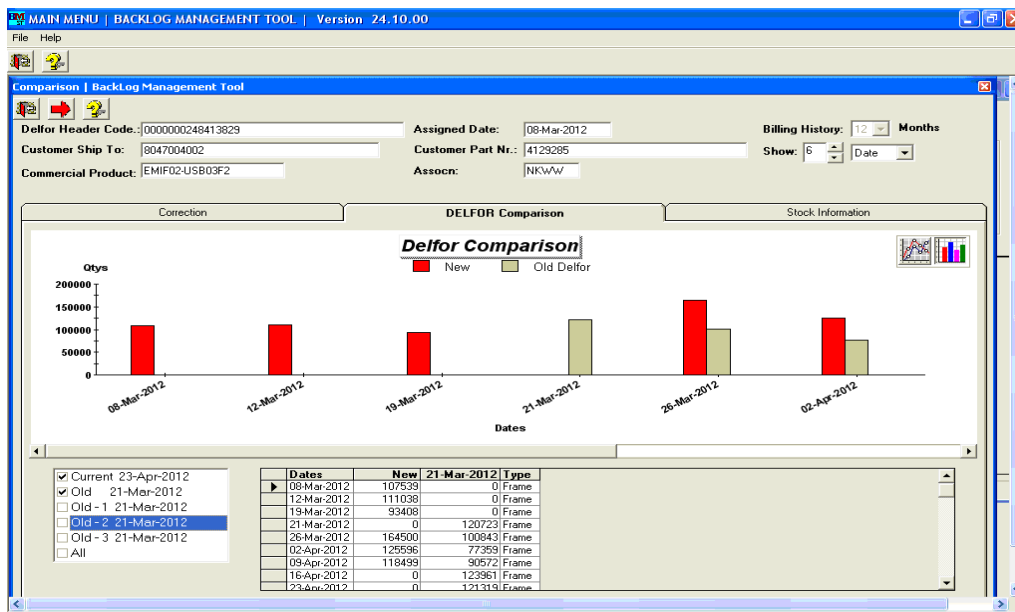 MAIN MENU | BACKLOG MANAGEMENT TOOL | Version 24.10.00
File Help
Comparison | BackLog Management Tool
Delfor Header Code.: 0000000248413829 Assigned Date: 08-Mar-2012 Billing History: 12 Months
Customer Ship To: 8047004002 Customer Part Nr.: 4129285 Show: 6 Date
Commercial Product: EMIF02-USB03F2 Assocn: NKWW
Correction DELFOR Comparison Stock Information
Delfor Comparison
New Old Delfor
Qtys
200000
150000
100000
50000
0
08-Mar-2012 12-Mar-2012 19-Mar-2012 21-Mar-2012 26-Mar-2012 02-Apr-2012
Dates
Current 23-Apr-2012
Old 21-Mar-2012
Old - 1 21-Mar-2012
Old - 2 21-Mar-2012
Old - 3 21-Mar-2012
All
Dates New 21-Mar-2012 Type
08-Mar-2012 107539 0 Frame
12-Mar-2012 111038 0 Frame
19-Mar-2012 93408 0 Frame
21-Mar-2012 0 120723 Frame
26-Mar-2012 164500 100843 Frame
02-Apr-2012 125596 77359 Frame
09-Apr-2012 118499 90572 Frame
16-Apr-2012 0 123961 Frame
23-Apr-2012 0 121319 Frame